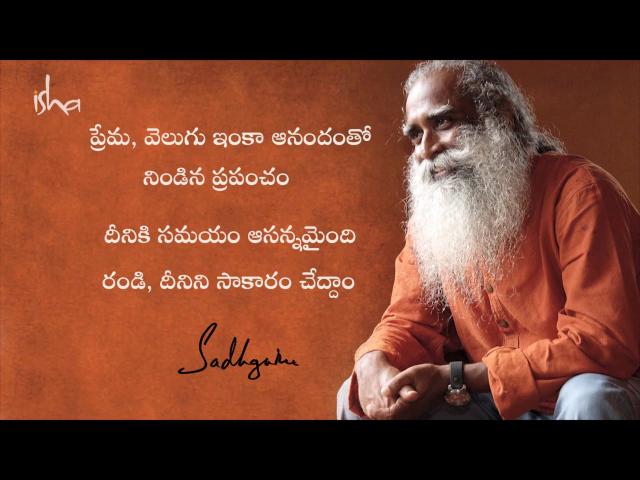 isha
ప్రేమ, వెలుగు ఇంకా ఆనందంతో
నిండిన ప్రపంచం
దీనికి సమయం ఆసన్నమైంది
రండి, దీనిని సాకారం చేద్దాం
Sadhguru